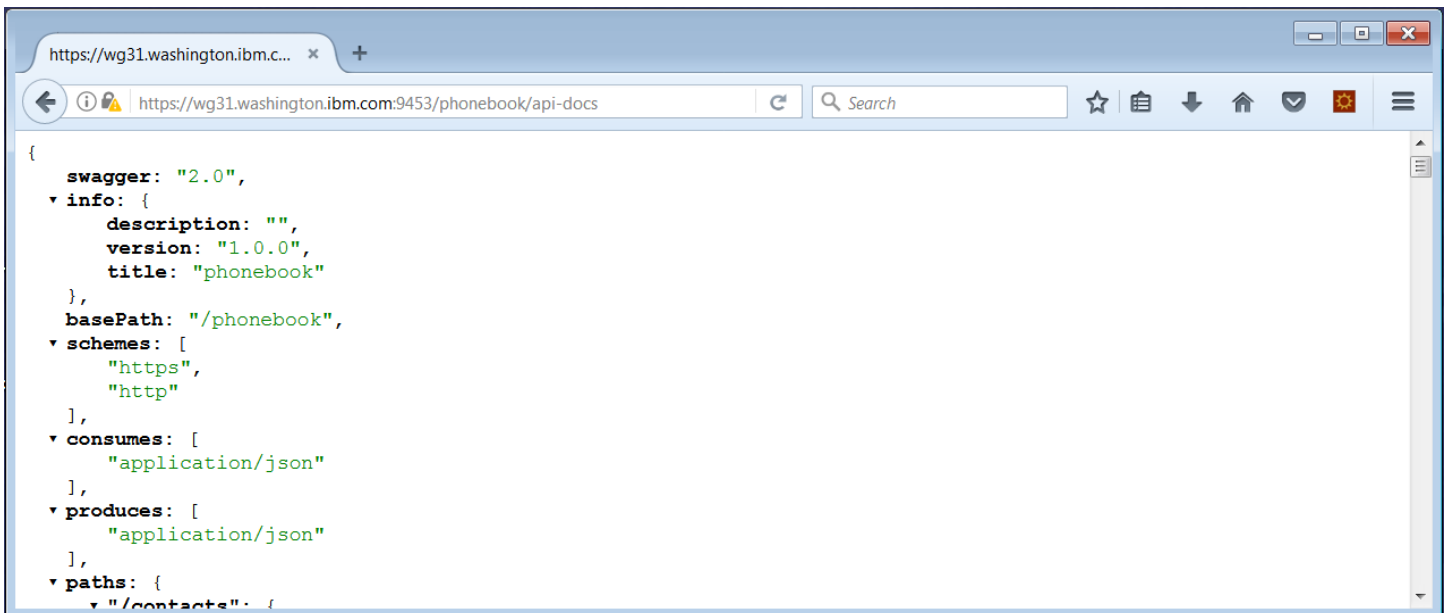 https://wg31.washington.ibm.c...
https://wg31.washington.ibm.com:9453/phonebook/api-docs
Search
{
swagger: "2.0",
info: {
description: "",
version: "1.0.0",
title: "phonebook"
},
basePath: "/phonebook",
schemes: [
"https",
"http"
],
consumes: [
"application/json"
],
produces: [
"application/json"
],
paths: {
"/contacts": {